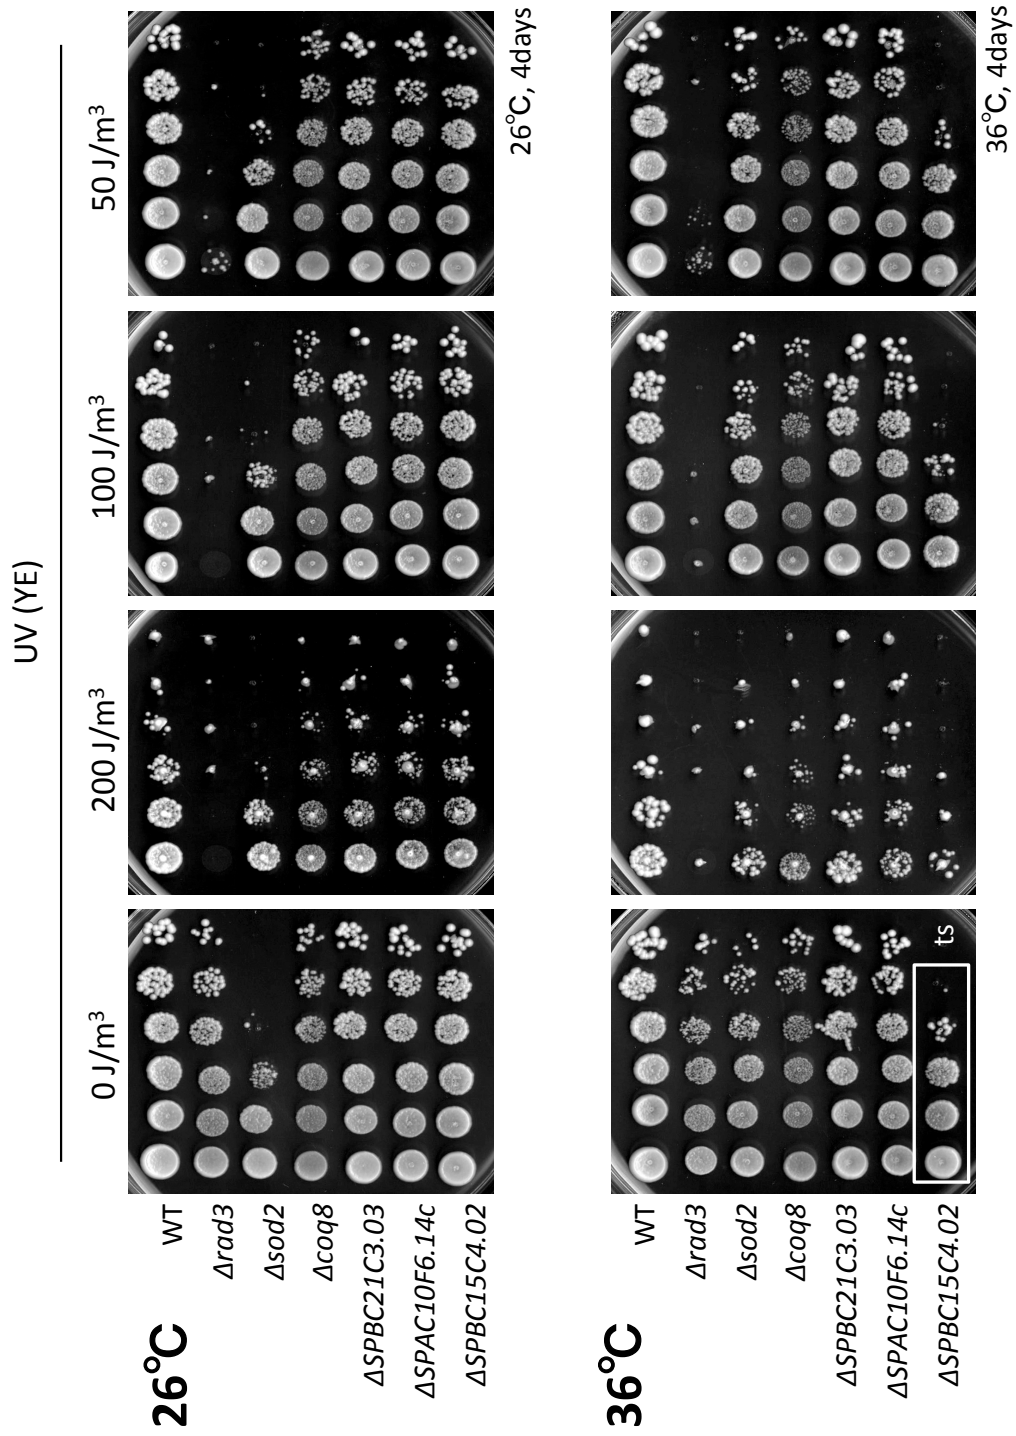 UV (YE)
0 J/m³
200 J/m³
100 J/m³
50 J/m³
26°C
WT
Δrad3
Δsod2
Δcoq8
ΔSPBC21C3.03
ΔSPAC10F6.14c
ΔSPBC15C4.02
26°C, 4days
36°C
WT
Δrad3
Δsod2
Δcoq8
ΔSPBC21C3.03
ΔSPAC10F6.14c
ΔSPBC15C4.02
ts
36°C, 4days